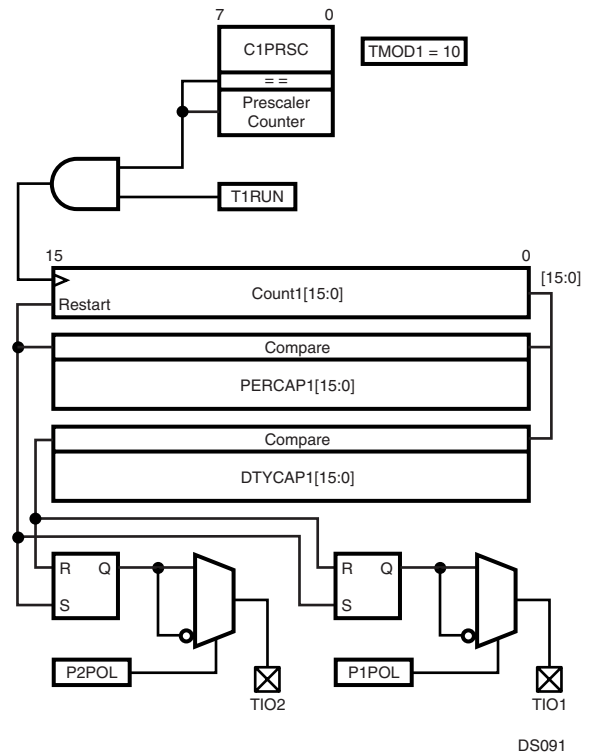 7 0
C1PRSC
TMOD1 = 10
= =
Prescaler
Counter
T1RUN
15 0
[15:0]
Count1[15:0]
Restart
Compare
PERCAP1[15:0]
Compare
DTYCAP1[15:0]
R Q R Q
S S
P2POL P1POL
TIO2 TIO1
DS091